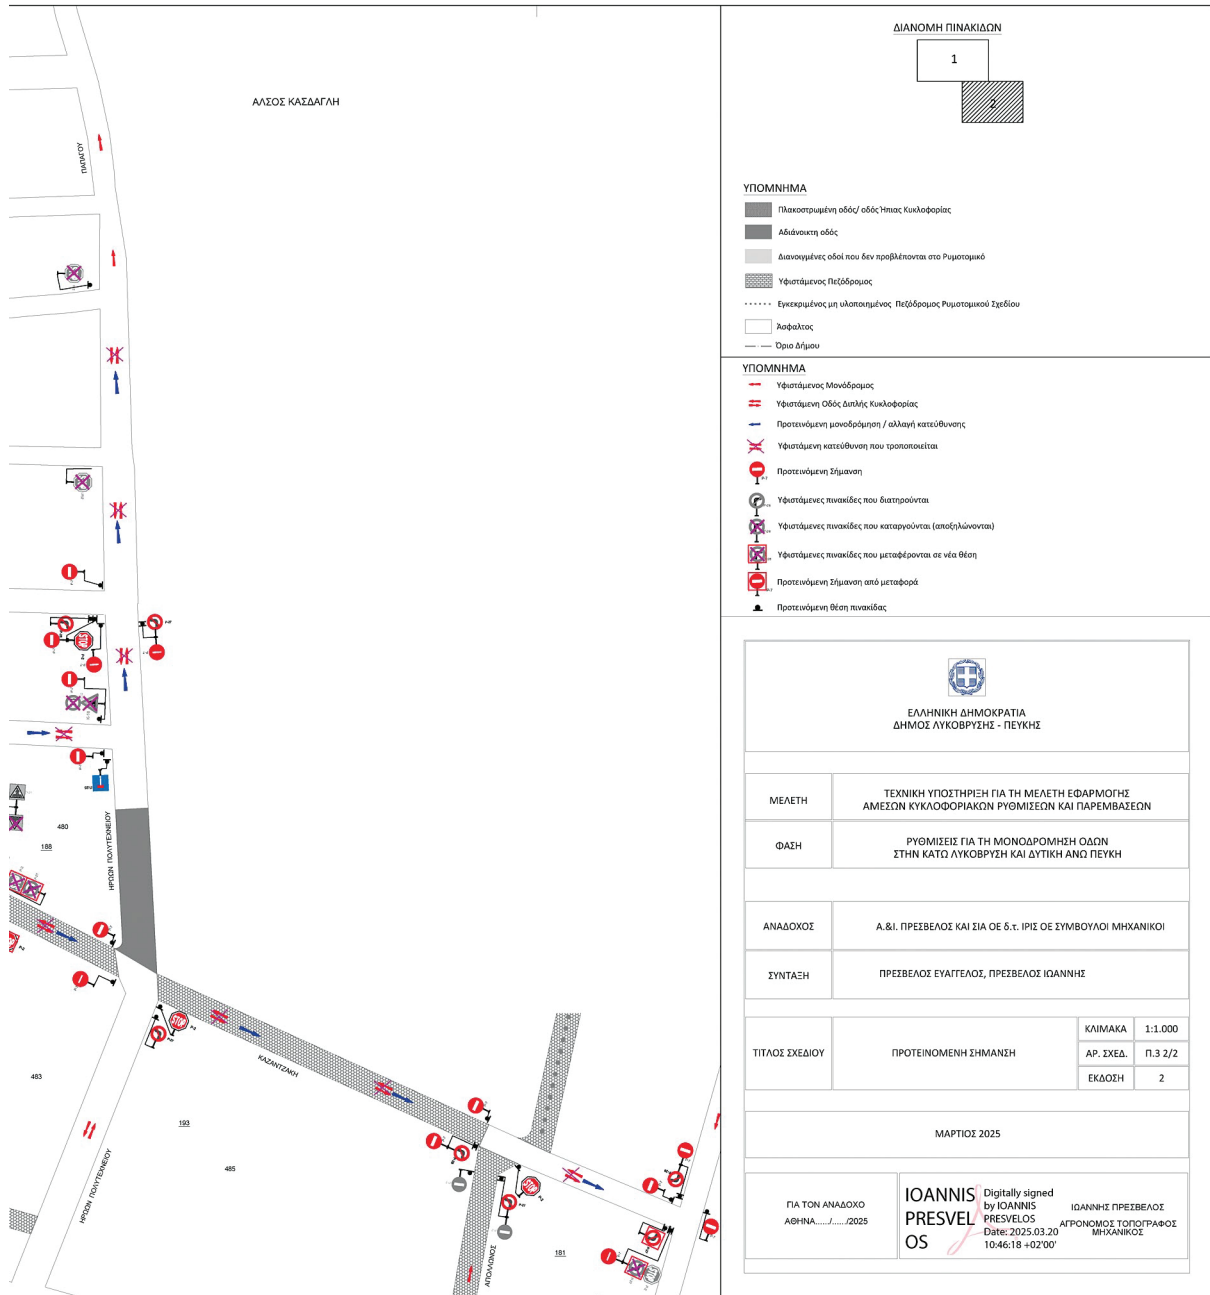 ΑΛΣΟΣ ΚΑΣΔΑΓΛΗ
ΠΑΠΑΓΟΥ
ΗΡΩΩΝ ΠΟΛΥΤΕΧΝΕΙΟΥ
480
188
STOP
ΚΑΖΑΝΤΖΑΚΗ
483
193
485
ΗΡΩΩΝ ΠΟΛΥΤΕΧΝΕΙΟΥ
ΑΠΟΛΛΩΝΟΣ
181
ΔΙΑΝΟΜΗ ΠΙΝΑΚΙΔΩΝ
1
2
ΥΠΟΜΝΗΜΑ
Πλακοστρωμένη οδός/ οδός Ήπιας Κυκλοφορίας
Αδιάνοικτη οδός
Διανοιγμένες οδοί που δεν προβλέπονται στο Ρυμοτομικό
Υφιστάμενος Πεζόδρομος
Εγκεκριμένος μη υλοποιημένος Πεζόδρομος Ρυμοτομικού Σχεδίου
Άσφαλτος
Όριο Δήμου
ΥΠΟΜΝΗΜΑ
Υφιστάμενος Μονόδρομος
Υφιστάμενη Οδός Διπλής Κυκλοφορίας
Προτεινόμενη μονοδρόμηση / αλλαγή κατεύθυνσης
Υφιστάμενη κατεύθυνση που τροποποιείται
Προτεινόμενη Σήμανση
Υφιστάμενες πινακίδες που διατηρούνται
Υφιστάμενες πινακίδες που καταργούνται (αποξηλώνονται)
Υφιστάμενες πινακίδες που μεταφέρονται σε νέα θέση
Προτεινόμενη Σήμανση από μεταφορά
Προτεινόμενη θέση πινακίδας
ΕΛΛΗΝΙΚΗ ΔΗΜΟΚΡΑΤΙΑ
ΔΗΜΟΣ ΛΥΚΟΒΡΥΣΗΣ - ΠΕΥΚΗΣ
ΜΕΛΕΤΗ
ΤΕΧΝΙΚΗ ΥΠΟΣΤΗΡΙΞΗ ΓΙΑ ΤΗ ΜΕΛΕΤΗ ΕΦΑΡΜΟΓΗΣ
ΑΜΕΣΩΝ ΚΥΚΛΟΦΟΡΙΑΚΩΝ ΡΥΘΜΙΣΕΩΝ ΚΑΙ ΠΑΡΕΜΒΑΣΕΩΝ
ΦΑΣΗ
ΡΥΘΜΙΣΕΙΣ ΓΙΑ ΤΗ ΜΟΝΟΔΡΟΜΗΣΗ ΟΔΩΝ
ΣΤΗΝ ΚΑΤΩ ΛΥΚΟΒΡΥΣΗ ΚΑΙ ΔΥΤΙΚΗ ΑΝΩ ΠΕΥΚΗ
ΑΝΑΔΟΧΟΣ
Α.&Ι. ΠΡΕΣΒΕΛΟΣ ΚΑΙ ΣΙΑ ΟΕ δ.τ. ΙΡΙΣ ΟΕ ΣΥΜΒΟΥΛΟΙ ΜΗΧΑΝΙΚΟΙ
ΣΥΝΤΑΞΗ
ΠΡΕΣΒΕΛΟΣ ΕΥΑΓΓΕΛΟΣ, ΠΡΕΣΒΕΛΟΣ ΙΩΑΝΝΗΣ
ΤΙΤΛΟΣ ΣΧΕΔΙΟΥ
ΠΡΟΤΕΙΝΟΜΕΝΗ ΣΗΜΑΝΣΗ
ΚΛΙΜΑΚΑ 1:1.000
ΑΡ. ΣΧΕΔ. Π.3 2/2
ΕΚΔΟΣΗ 2
ΜΑΡΤΙΟΣ 2025
ΓΙΑ ΤΟΝ ΑΝΑΔΟΧΟ
ΑΘΗΝΑ....../....../2025
IOANNIS
PRESVEL
OS
Digitally signed
by IOANNIS
PRESVELOS
Date: 2025.03.20
10:46:18 +02'00'
ΙΩΑΝΝΗΣ ΠΡΕΣΒΕΛΟΣ
ΑΓΡΟΝΟΜΟΣ ΤΟΠΟΓΡΑΦΟΣ
ΜΗΧΑΝΙΚΟΣ